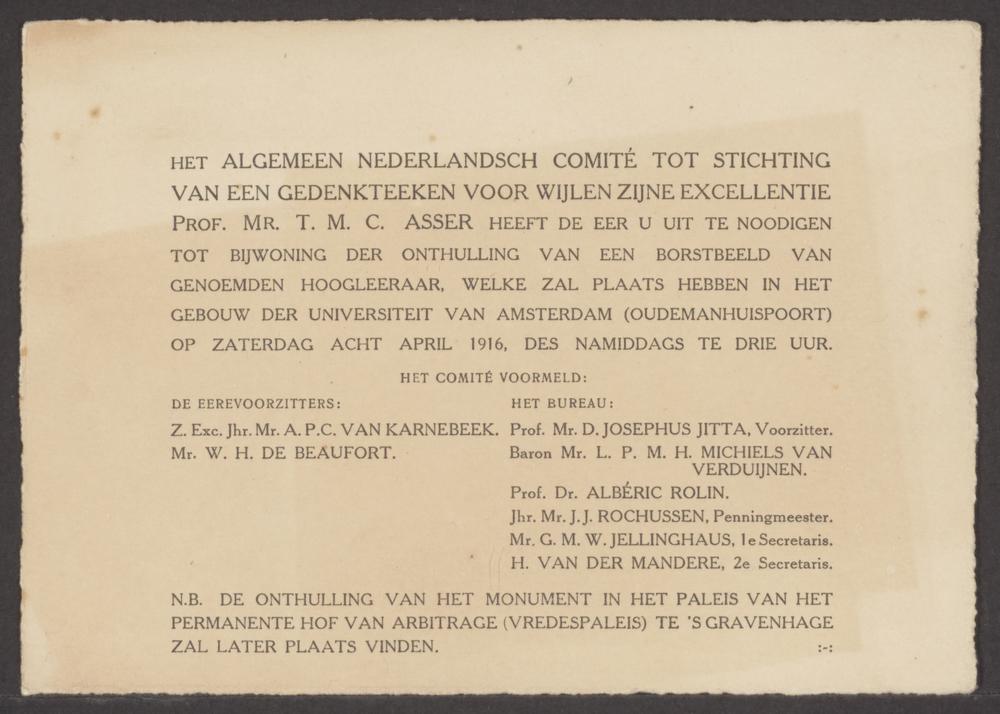 HET ALGEMEEN NEDERLANDSCH COMITÉ TOT STICHTING
VAN EEN GEDENKTEEKEN VOOR WIJLEN ZIJNE EXCELLENTIE
PROF. MR. T. M. C. ASSER HEEFT DE EER U UIT TE NOODIGEN
TOT BIJWONING DER ONTHULLING VAN EEN BORSTBEELD VAN
GENOEMDEN HOOGLEERAAR, WELKE ZAL PLAATS HEBBEN IN HET
GEBOUW DER UNIVERSITEIT VAN AMSTERDAM (OUDEMANHUISPOORT)
OP ZATERDAG ACHT APRIL 1916, DES NAMIDDAGS TE DRIE UUR.
HET COMITÉ VOORMELD:
DE EEREVOORZITTERS:
Z. Exc. Jhr. Mr. A. P. C. VAN KARNEBEEK.
Mr. W. H. DE BEAUFORT.
HET BUREAU:
Prof. Mr. D. JOSEPHUS JITTA, Voorzitter.
Baron Mr. L. P. M. H. MICHIELS VAN
VERDUIJNEN.
Prof. Dr. ALBÉRIC ROLIN.
Jhr. Mr. J. J. ROCHUSSEN, Penningmeester.
Mr. G. M. W. JELLINGHAUS, 1e Secretaris.
H. VAN DER MANDERE, 2e Secretaris.
N.B. DE ONTHULLING VAN HET MONUMENT IN HET PALEIS VAN HET
PERMANENTE HOF VAN ARBITRAGE (VREDESPALEIS) TE 'S GRAVENHAGE
ZAL LATER PLAATS VINDEN. :-: